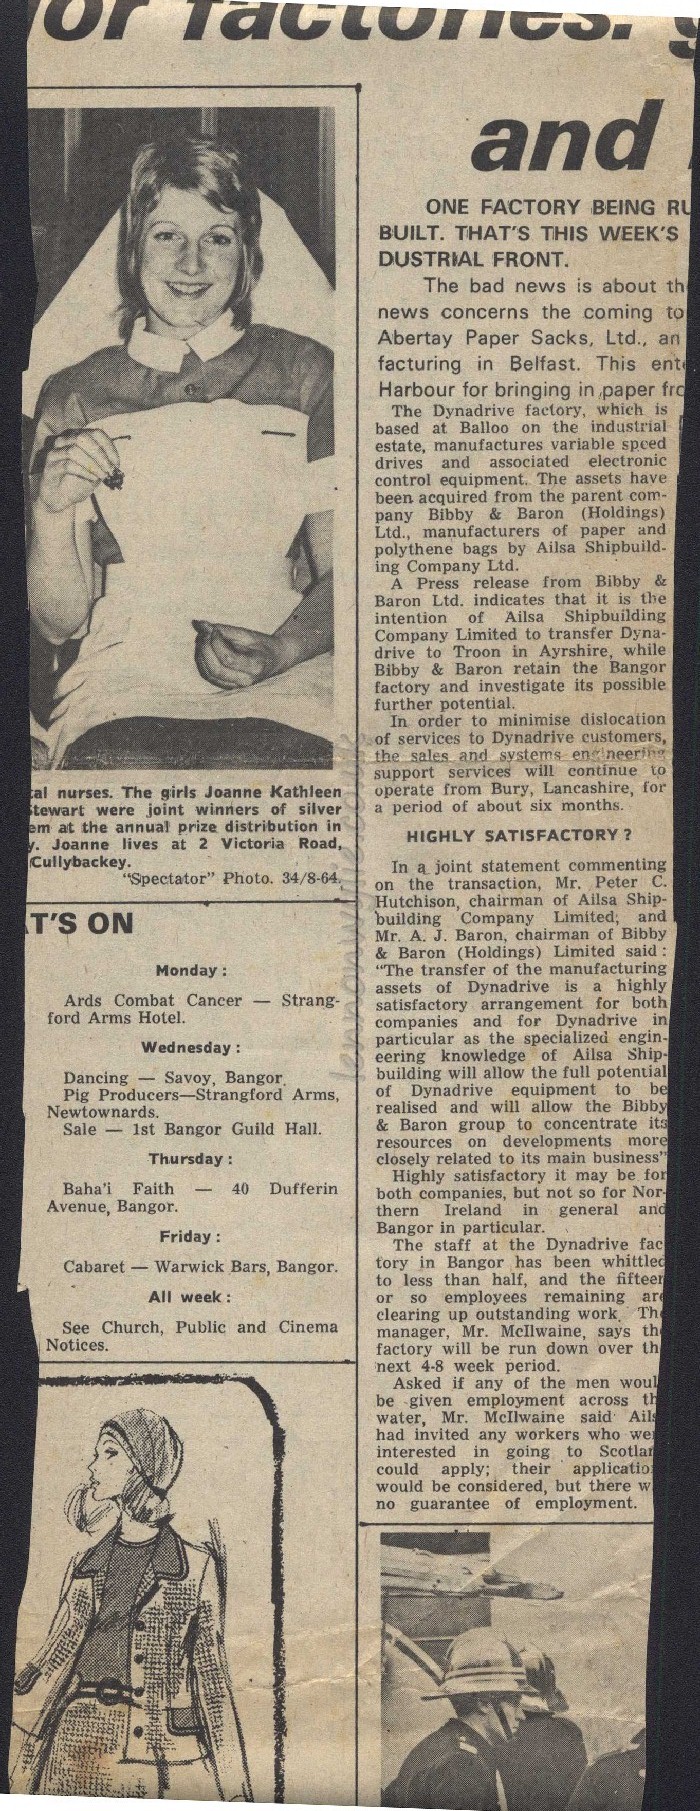 or factories. g
and
ONE FACTORY BEING RU
BUILT. THAT'S THIS WEEK'S
DUSTRIAL FRONT.
The bad news is about th
news concerns the coming to
Abertay Paper Sacks, Ltd., an
facturing in Belfast. This ent
Harbour for bringing in paper fro
The Dynadrive factory, which is
based at Balloo on the industrial
estate, manufactures variable speed
drives and associated electronic
control equipment. The assets have
been acquired from the parent com-
pany Bibby & Baron (Holdings)
Ltd., manufacturers of paper and
polythene bags by Ailsa Shipbuild-
ing Company Ltd.
A Press release from Bibby &
Baron Ltd. indicates that it is the
intention of Ailsa Shipbuilding
Company Limited to transfer Dyna-
drive to Troon in Ayrshire, while
Bibby & Baron retain the Bangor
factory and investigate its possible
further potential.
In order to minimise dislocation
of services to Dynadrive customers,
the sales and systems engineering
support services will continue to
operate from Bury, Lancashire, for
a period of about six months.
HIGHLY SATISFACTORY?
In a joint statement commenting
on the transaction, Mr. Peter C.
Hutchison, chairman of Ailsa Ship-
building Company Limited; and
Mr. A. J. Baron, chairman of Bibby
& Baron (Holdings) Limited said:
"The transfer of the manufacturing
assets of Dynadrive is a highly
satisfactory arrangement for both
companies and for Dynadrive in
particular as the specialized engin-
eering knowledge of Ailsa Ship-
building will allow the full potential
of Dynadrive equipment to be
realised and will allow the Bibby
& Baron group to concentrate its
resources on developments more
closely related to its main business"
Highly satisfactory it may be for
both companies, but not so for Nor-
thern Ireland in general and
Bangor in particular.
The staff at the Dynadrive fac
tory in Bangor has been whittled
to less than half, and the fifteen
or so employees remaining are
clearing up outstanding work. The
manager, Mr. McIlwaine, says th
factory will be run down over th
next 4-8 week period.
Asked if any of the men woul
be given employment across th
water, Mr. McIlwaine said Ails
had invited any workers who wer
interested in going to Scotlan
could apply; their application
would be considered, but there w
no guarantee of employment.
tal nurses. The girls Joanne Kathleen
Stewart were joint winners of silver
em at the annual prize distribution in
y. Joanne lives at 2 Victoria Road,
Cullybackey.
"Spectator" Photo. 34/8-64.
T'S ON
Monday:
Ards Combat Cancer — Strang-
ford Arms Hotel.
Wednesday:
Dancing — Savoy, Bangor.
Pig Producers—Strangford Arms,
Newtownards.
Sale — 1st Bangor Guild Hall.
Thursday:
Baha'i Faith — 40 Dufferin
Avenue, Bangor.
Friday:
Cabaret — Warwick Bars, Bangor.
All week:
See Church, Public and Cinema
Notices.